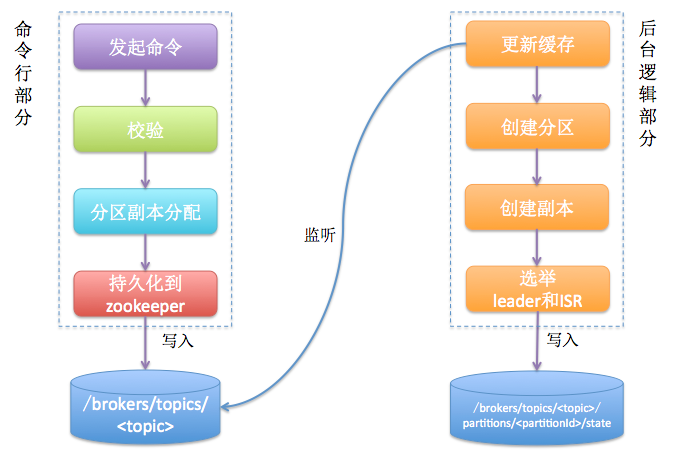 命令行部分
发起命令
校验
分区副本分配
持久化到
zookeeper
写入
/brokers/topics/
<topic>
监听
后台逻辑部分
更新缓存
创建分区
创建副本
选举
leader和ISR
写入
/brokers/topics/<topic>/
partitions/<partitionId>/state